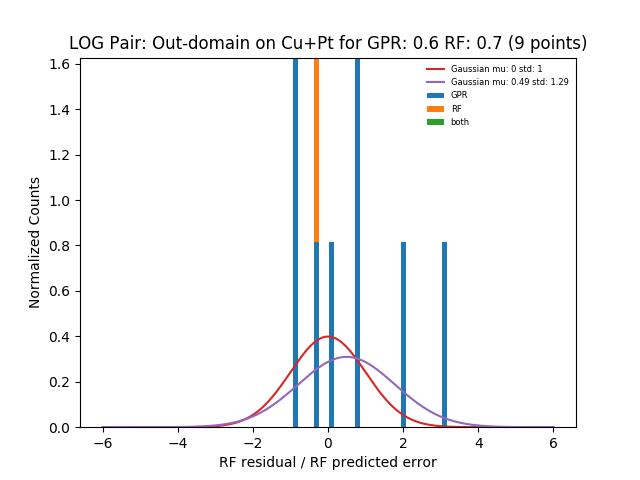 LOG Pair: Out-domain on Cu+Pt for GPR: 0.6 RF: 0.7 (9 points)
Gaussian mu: 0 std: 1
Gaussian mu: 0.49 std: 1.29
GPR
RF
both
Normalized Counts
1.6
1.4
1.2
1.0
0.8
0.6
0.4
0.2
0.0
−6
−4
−2
0
2
4
6
RF residual / RF predicted error